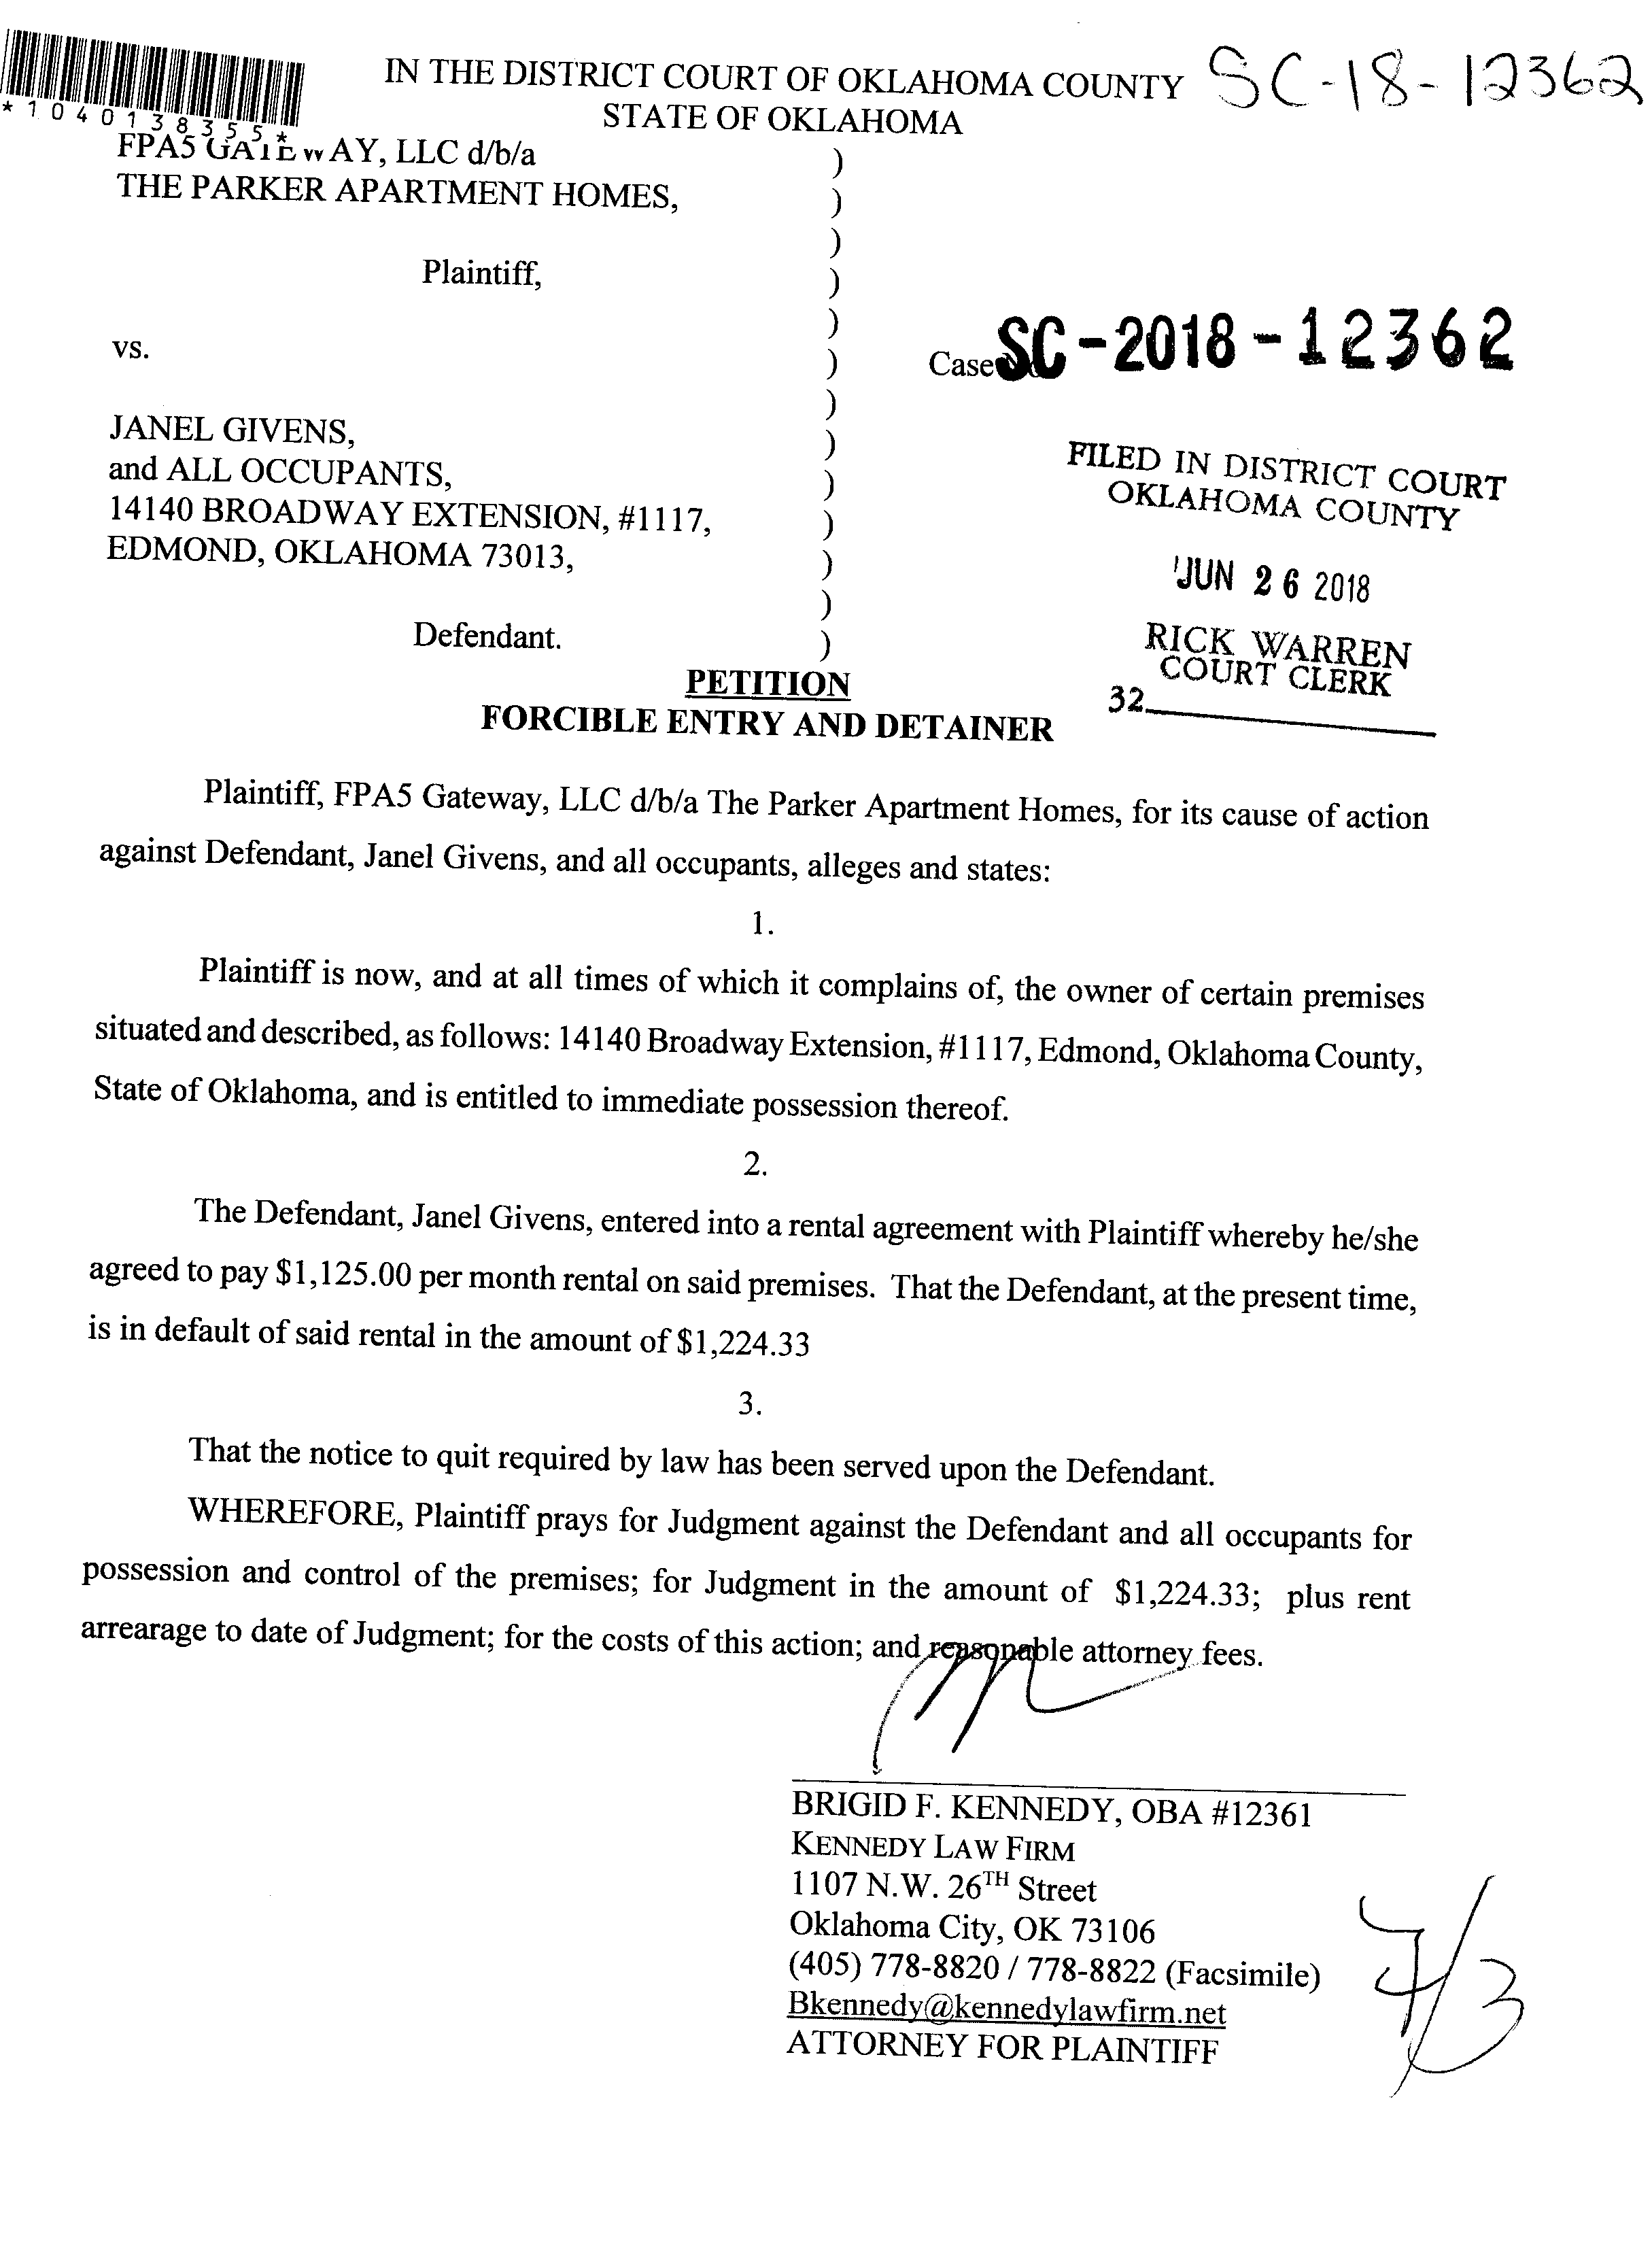 IN THE DISTRICT COURT OF OKLAHOMA COUNTY SC-18-12362
STATE OF OKLAHOMA
*1040138355*
FPA5 GATEWAY, LLC d/b/a )
THE PARKER APARTMENT HOMES, )
)
Plaintiff, )
)
vs. )
Case SC-2018-12362
)
JANEL GIVENS, )
and ALL OCCUPANTS, )
14140 BROADWAY EXTENSION, #1117, )
EDMOND, OKLAHOMA 73013, )
)
Defendant. )
FILED IN DISTRICT COURT
OKLAHOMA COUNTY
JUN 26 2018
RICK WARREN
COURT CLERK
32
PETITION
FORCIBLE ENTRY AND DETAINER
Plaintiff, FPA5 Gateway, LLC d/b/a The Parker Apartment Homes, for its cause of action
against Defendant, Janel Givens, and all occupants, alleges and states:
1.
Plaintiff is now, and at all times of which it complains of, the owner of certain premises
situated and described, as follows: 14140 Broadway Extension, #1117, Edmond, Oklahoma County,
State of Oklahoma, and is entitled to immediate possession thereof.
2.
The Defendant, Janel Givens, entered into a rental agreement with Plaintiff whereby he/she
agreed to pay $1,125.00 per month rental on said premises. That the Defendant, at the present time,
is in default of said rental in the amount of $1,224.33
3.
That the notice to quit required by law has been served upon the Defendant.
WHEREFORE, Plaintiff prays for Judgment against the Defendant and all occupants for
possession and control of the premises; for Judgment in the amount of $1,224.33; plus rent
arrearage to date of Judgment; for the costs of this action; and reasonable attorney fees.
BRIGID F. KENNEDY, OBA #12361
KENNEDY LAW FIRM
1107 N.W. 26TH Street
Oklahoma City, OK 73106
(405) 778-8820 / 778-8822 (Facsimile)
Bkennedy@kennedylawfirm.net
ATTORNEY FOR PLAINTIFF
7/3